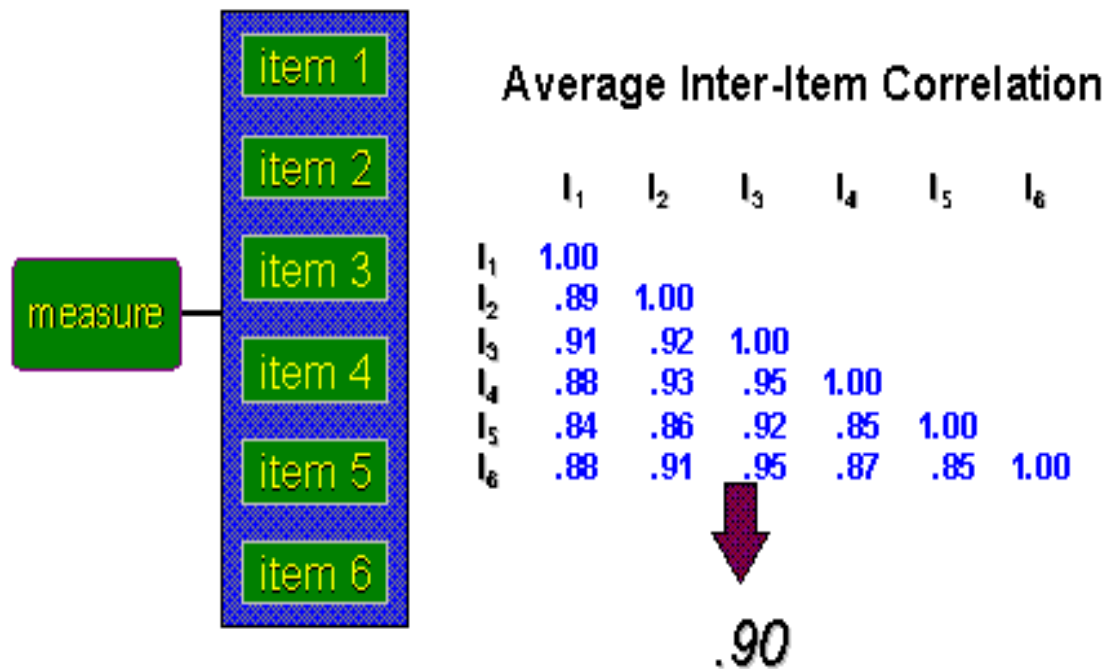 measure
item 1
item 2
item 3
item 4
item 5
item 6
Average Inter-Item Correlation
I₁ I₂ I₃ I₄ I₅ I₆
I₁ 1.00
I₂ .89 1.00
I₃ .91 .92 1.00
I₄ .88 .93 .95 1.00
I₅ .84 .86 .92 .85 1.00
I₆ .88 .91 .95 .87 .85 1.00
.90